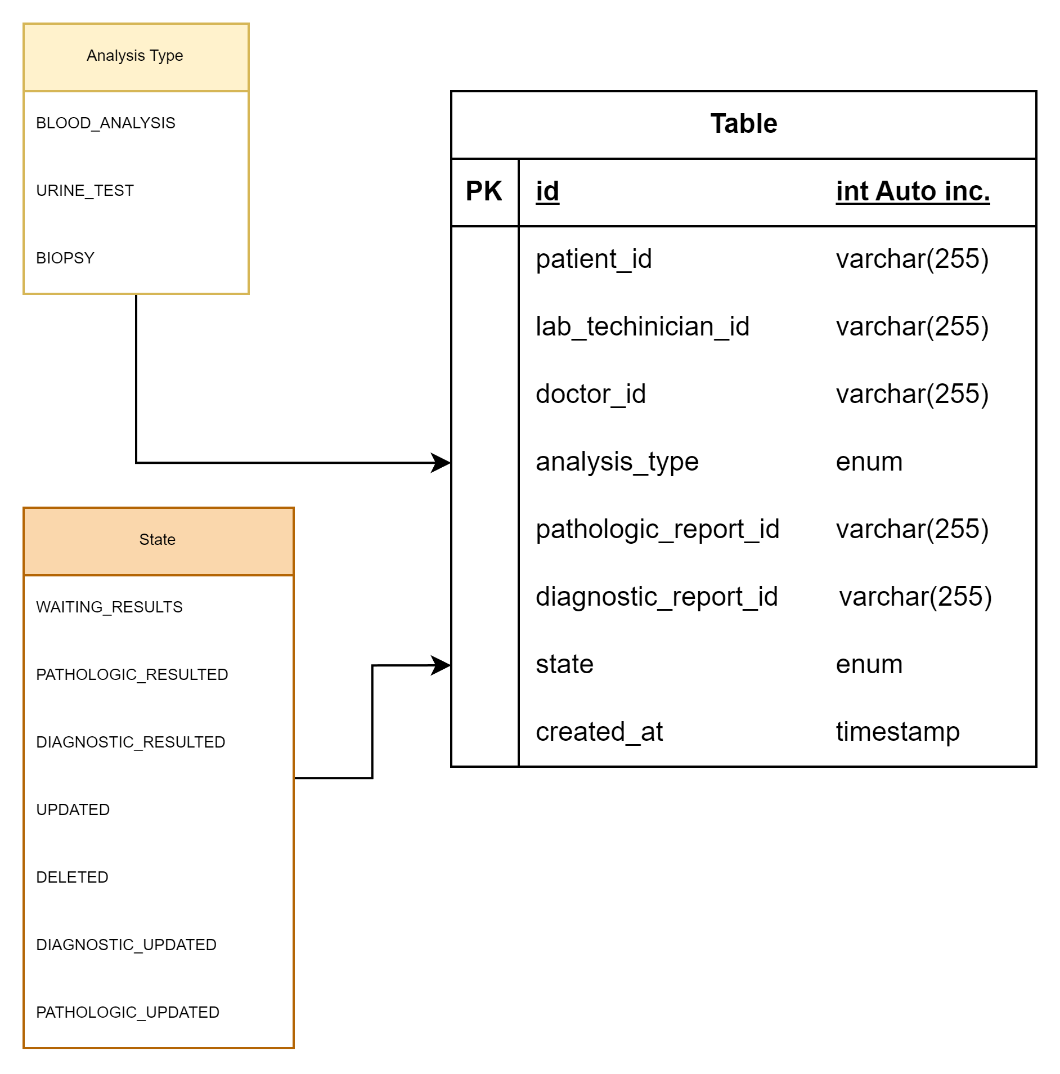 Analysis Type
BLOOD_ANALYSIS
URINE_TEST
BIOPSY
Table
PK id int Auto inc.
patient_id varchar(255)
lab_techinician_id varchar(255)
doctor_id varchar(255)
analysis_type enum
pathologic_report_id varchar(255)
diagnostic_report_id varchar(255)
state enum
created_at timestamp
State
WAITING_RESULTS
PATHOLOGIC_RESULTED
DIAGNOSTIC_RESULTED
UPDATED
DELETED
DIAGNOSTIC_UPDATED
PATHOLOGIC_UPDATED